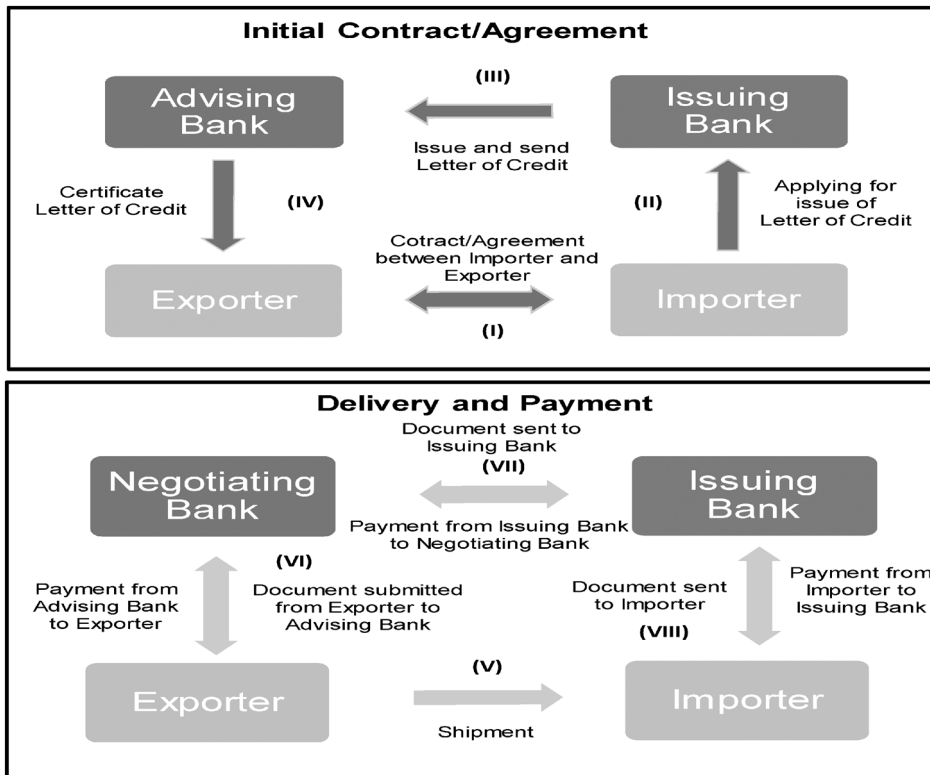 Initial Contract/Agreement
Advising
Bank
(III)
Issue and send
Letter of Credit
Issuing
Bank
Certificate
Letter of Credit
(IV)
(II)
Applying for
issue of
Letter of Credit
Exporter
Cotract/Agreement
between Importer and
Exporter
(I)
Importer
Delivery and Payment
Document sent to
Issuing Bank
(VII)
Negotiating
Bank
Payment from Issuing Bank
to Negotiating Bank
Issuing
Bank
Payment from
Advising Bank
to Exporter
(VI)
Document submitted
from Exporter to
Advising Bank
Document sent
to Importer
(VIII)
Payment from
Importer to
Issuing Bank
Exporter
(V)
Shipment
Importer